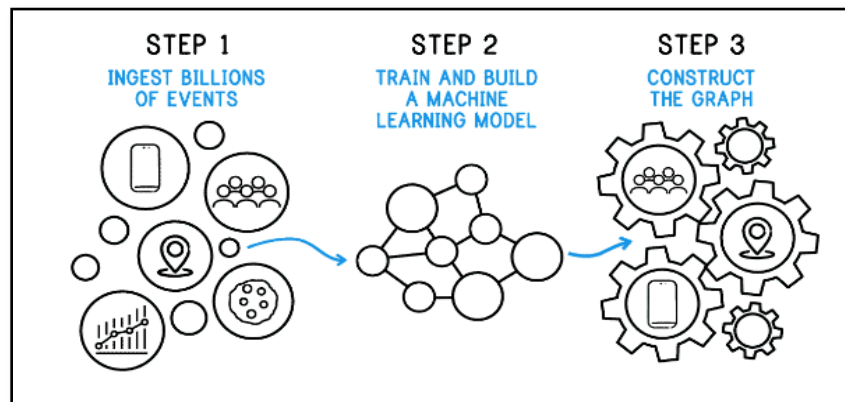 STEP 1
INGEST BILLIONS
OF EVENTS
STEP 2
TRAIN AND BUILD
A MACHINE
LEARNING MODEL
STEP 3
CONSTRUCT
THE GRAPH